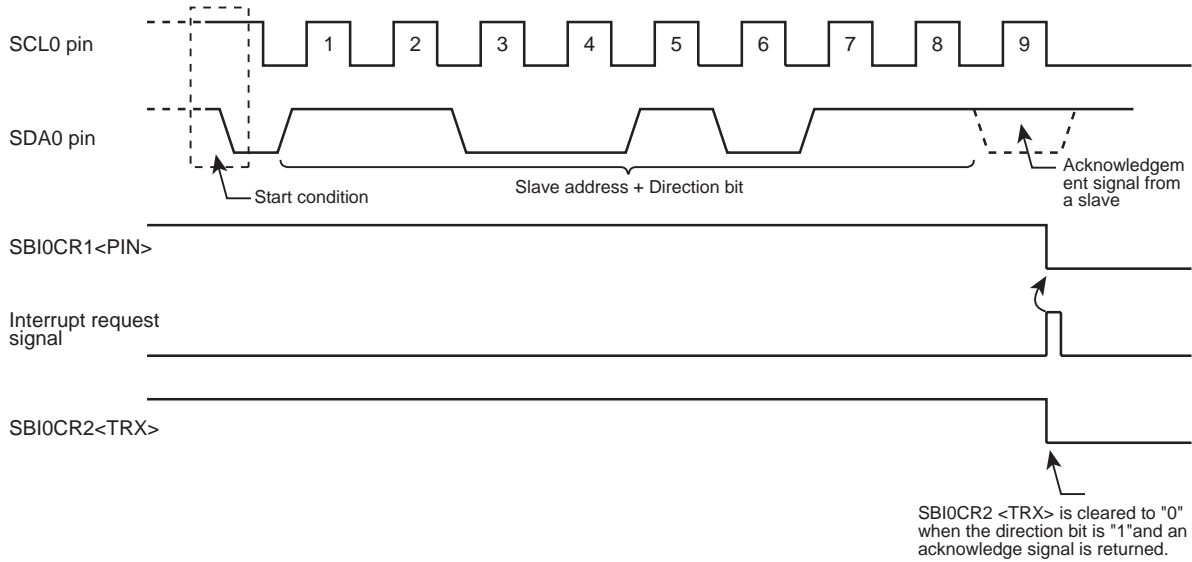 SCL0 pin
1 2 3 4 5 6 7 8 9
SDA0 pin
Start condition
Slave address + Direction bit
Acknowledgem
ent signal from
a slave
SBI0CR1<PIN>
Interrupt request
signal
SBI0CR2<TRX>
SBI0CR2 <TRX> is cleared to "0"
when the direction bit is "1"and an
acknowledge signal is returned.